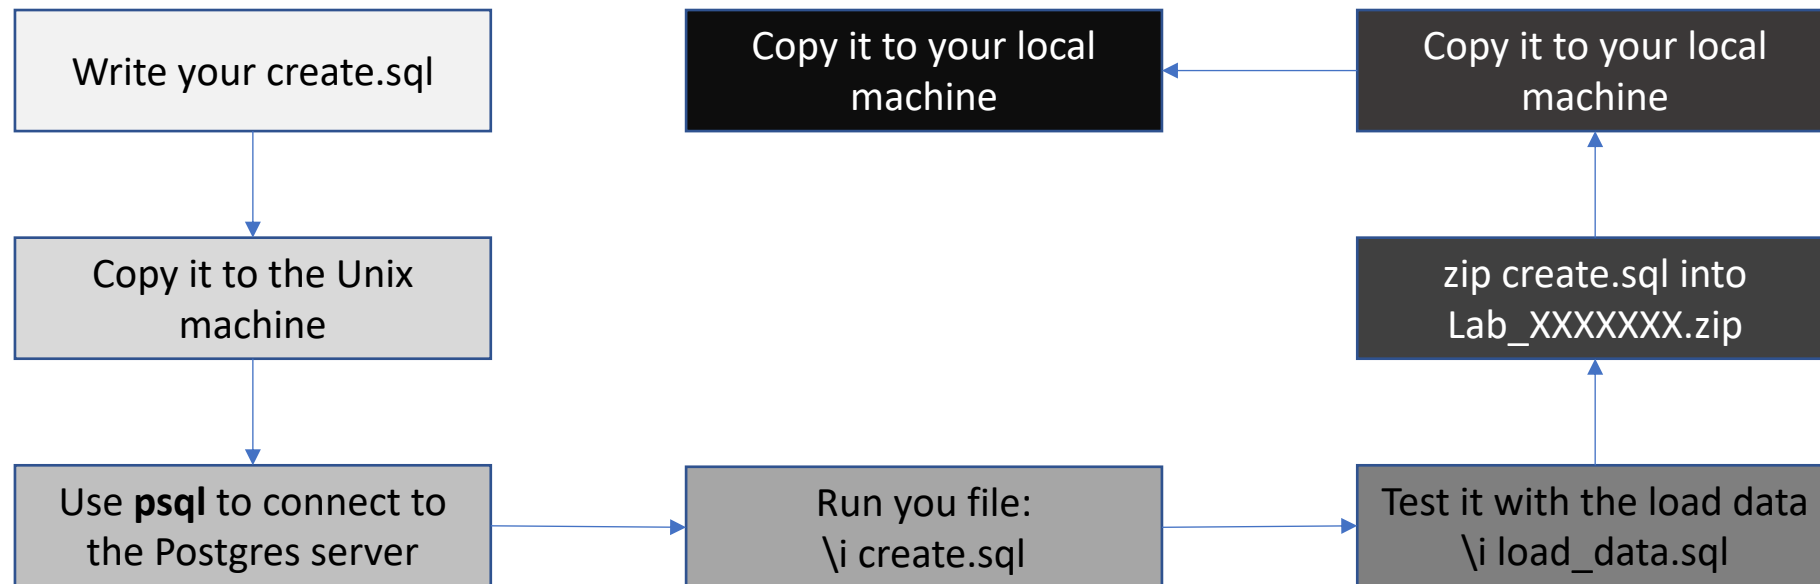 Write your create.sql
Copy it to the Unix
machine
Use psql to connect to
the Postgres server
Run you file:
\i create.sql
Test it with the load data
\i load_data.sql
zip create.sql into
Lab_XXXXXXX.zip
Copy it to your local
machine
Copy it to your local
machine